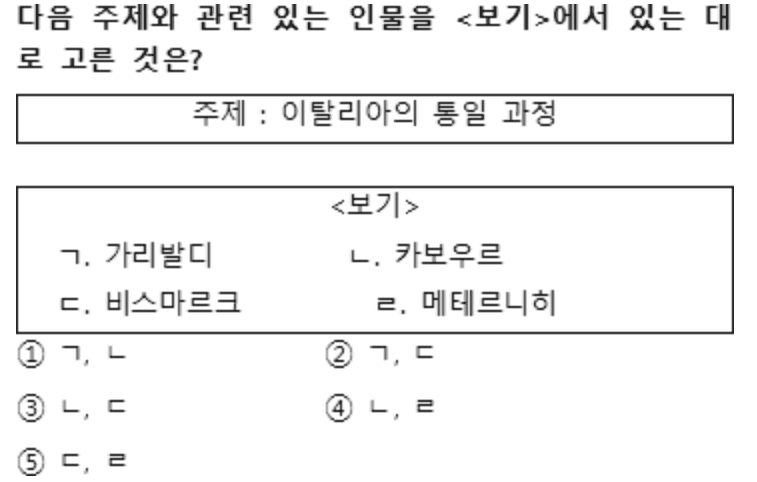 다음 주제와 관련 있는 인물을 <보기>에서 있는 대
로 고른 것은?
주제 : 이탈리아의 통일 과정
<보기>
ㄱ. 가리발디 ㄴ. 카보우르
ㄷ. 비스마르크 ㄹ. 메테르니히
① ㄱ, ㄴ ② ㄱ, ㄷ
③ ㄴ, ㄷ ④ ㄴ, ㄹ
⑤ ㄷ, ㄹ